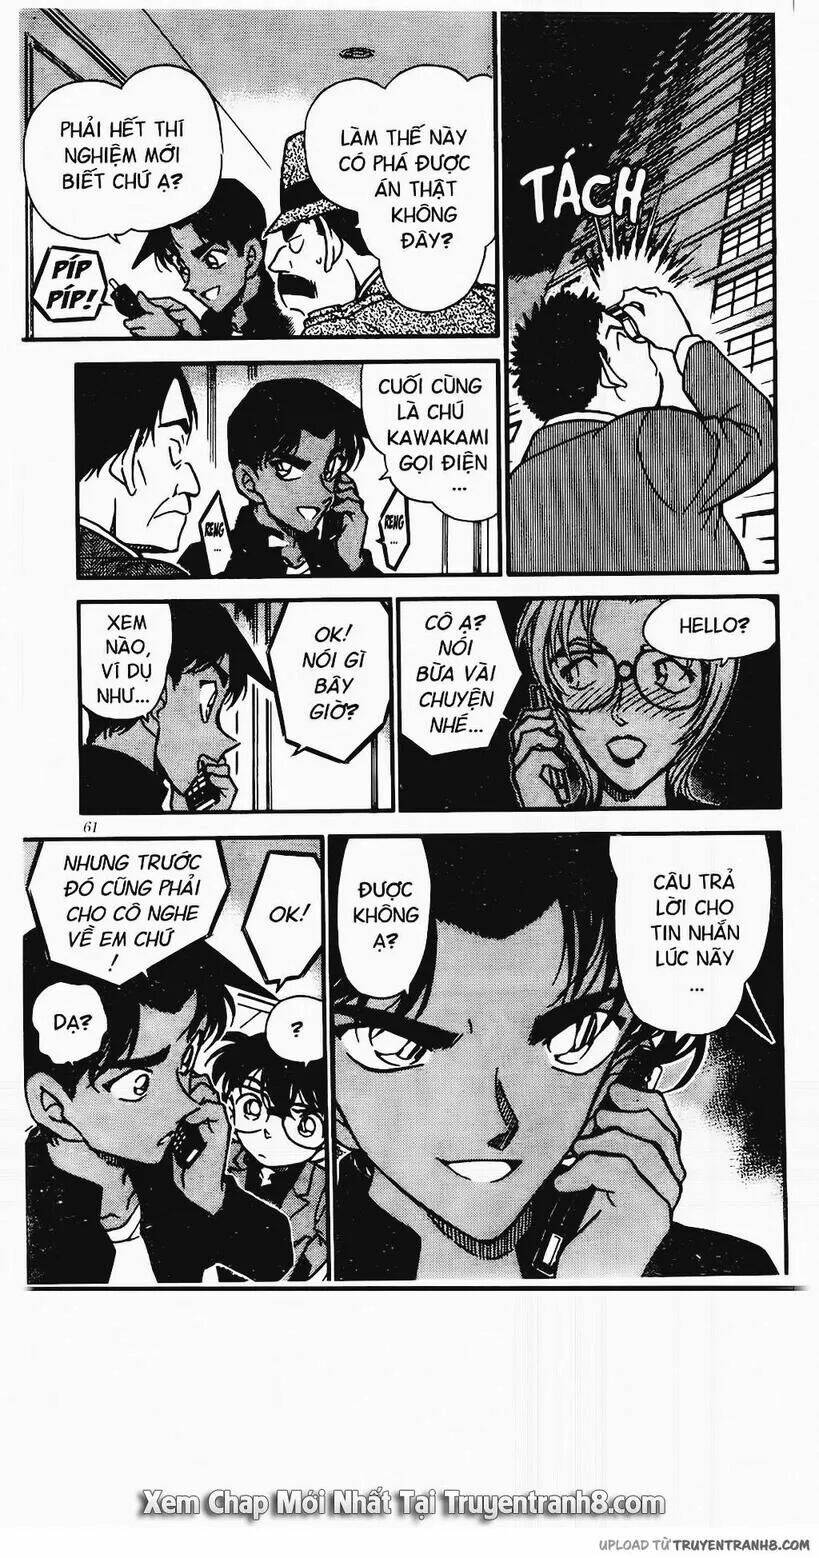 TÁCH
LÀM THẾ NÀY
CÓ PHÁ ĐƯỢC
ÁN THẬT
KHÔNG
ĐÂY?
PHẢI HẾT THÍ
NGHIỆM MỚI
BIẾT CHỨ Ạ?
PÍP
PÍP!
CUỐI CÙNG
LÀ CHÚ
KAWAKAMI
GỌI ĐIỆN
...
RENG
...
RENG
...
HELLO?
CÔ Ạ?
NÓI
BỪA VÀI
CHUYỆN
NHÉ...
OK!
NÓI GÌ
BÂY
GIỜ?
XEM
NÀO,
VÍ DỤ
NHƯ...
61
CÂU TRẢ
LỜI CHO
TIN NHẮN
LÚC NÃY
...
ĐƯỢC
KHÔNG
Ạ?
OK!
NHƯNG TRƯỚC
ĐÓ CŨNG PHẢI
CHO CÔ NGHE
VỀ EM CHỨ
!
?
DẠ?
Xem Chap Mới Nhất Tại Truyentranh8.com
UPLOAD TỪ TRUYENTRANH8.COM